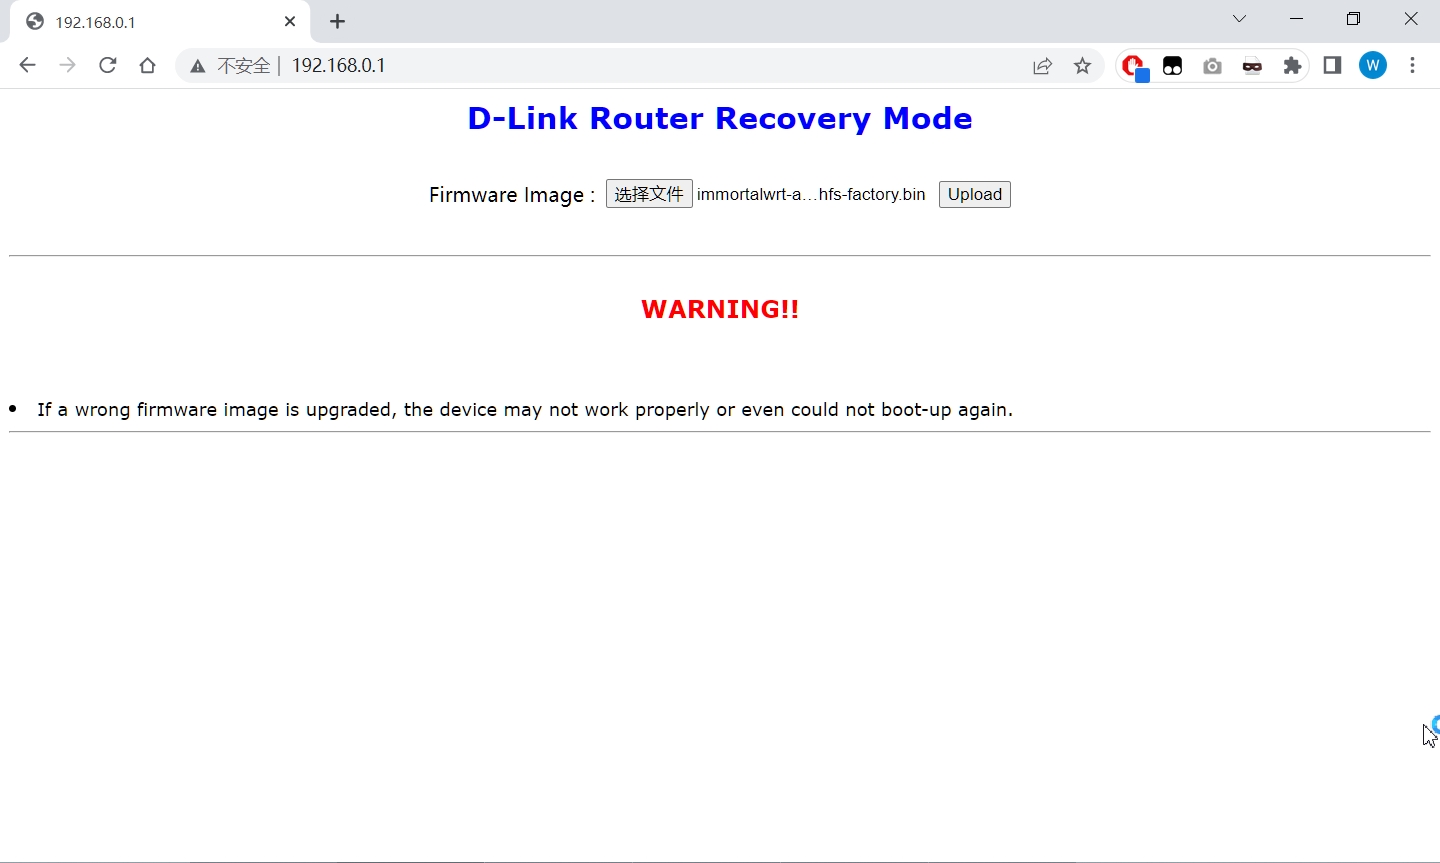 192.168.0.1
不安全 192.168.0.1
W
D-Link Router Recovery Mode
Firmware Image : 选择文件 immortalwrt-a...hfs-factory.bin Upload
WARNING!!
• If a wrong firmware image is upgraded, the device may not work properly or even could not boot-up again.